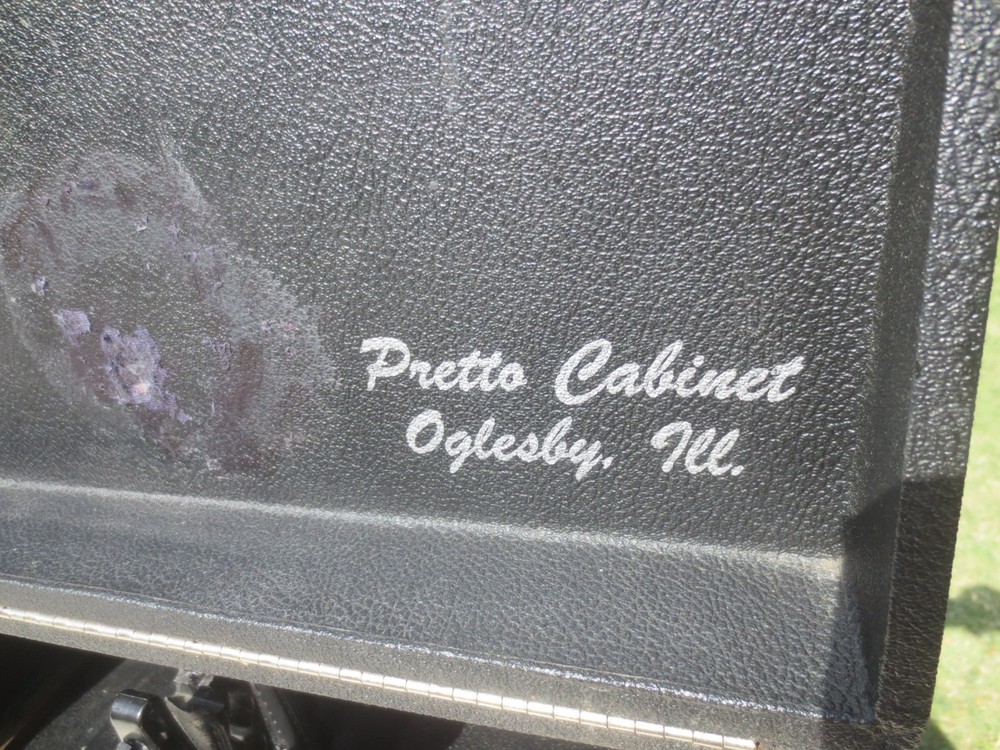 Pretto Cabinet
Oglesby, Ill.